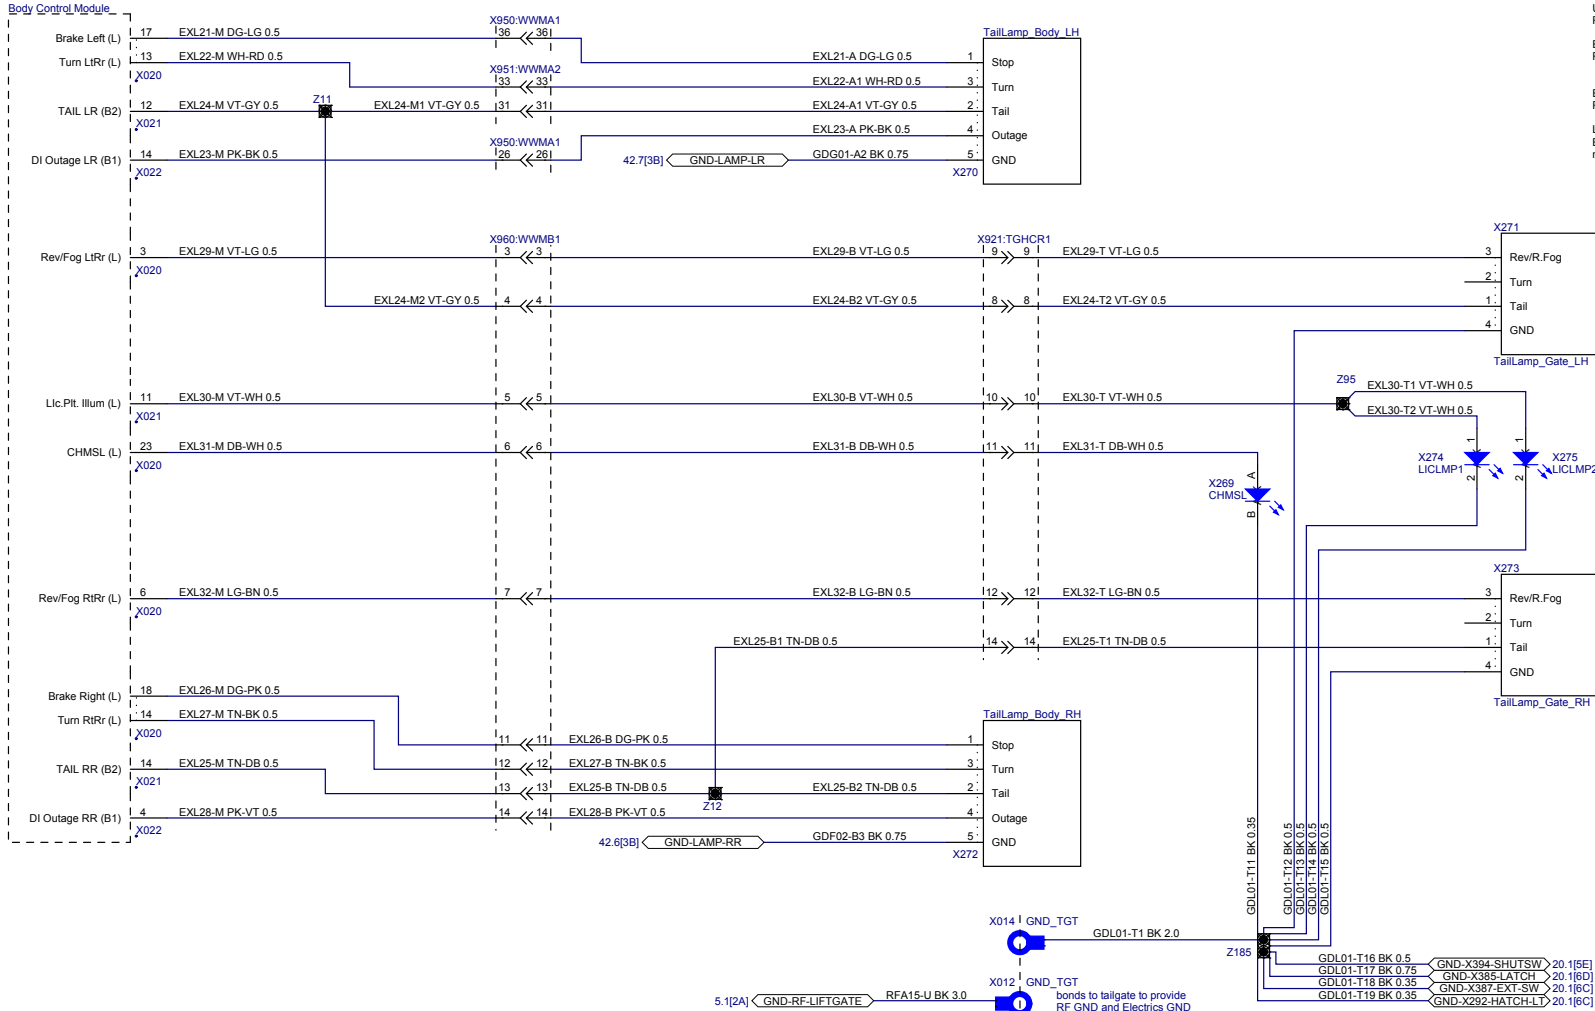 Body Control Module
X950:WWMA1
Brake Left (L) 17 EXL21-M DG-LG 0.5 36 36 EXL21-A DG-LG 0.5 1 Stop
TailLamp_Body_LH
Turn LtRr (L) 13 EXL22-M WH-RD 0.5
X020
X951:WWMA2
33 33 EXL22-A1 WH-RD 0.5 3 Turn
Z11
TAIL LR (B2) 12 EXL24-M VT-GY 0.5 EXL24-M1 VT-GY 0.5 31 31 EXL24-A1 VT-GY 0.5 2 Tail
X021
EXL23-A PK-BK 0.5 4 Outage
X950:WWMA1
DI Outage LR (B1) 14 EXL23-M PK-BK 0.5 26 26
X022
42.7[3B] GND-LAMP-LR GDG01-A2 BK 0.75 5 GND
X270
X960:WWMB1
X921:TGHCR1
X271
Rev/Fog LtRr (L) 3 EXL29-M VT-LG 0.5 3 3 EXL29-B VT-LG 0.5 9 9 EXL29-T VT-LG 0.5 3 Rev/R.Fog
X020
2 Turn
EXL24-M2 VT-GY 0.5 4 4 EXL24-B2 VT-GY 0.5 8 8 EXL24-T2 VT-GY 0.5 1 Tail
4 GND
TailLamp_Gate_LH
Z95
EXL30-T1 VT-WH 0.5
LIc.Plt. Illum (L) 11 EXL30-M VT-WH 0.5 5 5 EXL30-B VT-WH 0.5 10 10 EXL30-T VT-WH 0.5
EXL30-T2 VT-WH 0.5
X021
CHMSL (L) 23 EXL31-M DB-WH 0.5 6 6 EXL31-B DB-WH 0.5 11 11 EXL31-T DB-WH 0.5
X020
1 1
X274
LICLMP1
2 2
X275
LICLMP2
A
X269
CHMSL
B
X273
Rev/Fog RtRr (L) 6 EXL32-M LG-BN 0.5 7 7 EXL32-B LG-BN 0.5 12 12 EXL32-T LG-BN 0.5 3 Rev/R.Fog
X020
2 Turn
EXL25-B1 TN-DB 0.5 14 14 EXL25-T1 TN-DB 0.5 1 Tail
4 GND
TailLamp_Gate_RH
Brake Right (L) 18 EXL26-M DG-PK 0.5
Turn RtRr (L) 14 EXL27-M TN-BK 0.5
X020
TailLamp_Body_RH
11 11 EXL26-B DG-PK 0.5 1 Stop
TAIL RR (B2) 14 EXL25-M TN-DB 0.5
X021
12 12 EXL27-B TN-BK 0.5 3 Turn
13 13 EXL25-B TN-DB 0.5 EXL25-B2 TN-DB 0.5 2 Tail
Z12
DI Outage RR (B1) 4 EXL28-M PK-VT 0.5 14 14 EXL28-B PK-VT 0.5 4 Outage
X022
42.6[3B] GND-LAMP-RR GDF02-B3 BK 0.75 5 GND
X272
GDL01-T11 BK 0.35
GDL01-T12 BK 0.5
GDL01-T13 BK 0.5
GDL01-T14 BK 0.5
GDL01-T15 BK 0.5
X014 GND_TGT
GDL01-T1 BK 2.0
Z185
GDL01-T16 BK 0.5 GND-X394-SHUTSW 20.1[5E]
GDL01-T17 BK 0.75 GND-X385-LATCH 20.1[6D]
GDL01-T18 BK 0.35 GND-X387-EXT-SW 20.1[6C]
GDL01-T19 BK 0.35 GND-X292-HATCH-LT 20.1[6C]
X012 GND_TGT
5.1[2A] GND-RF-LIFTGATE RFA15-U BK 3.0
bonds to tailgate to provide
RF GND and Electrics GND